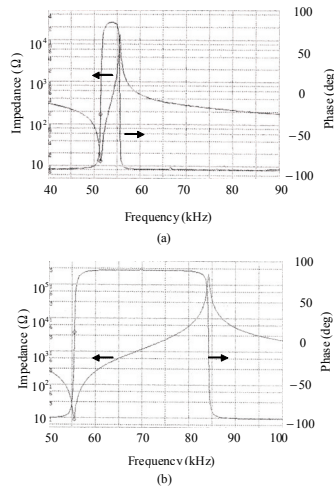 100
50
0
−50
−100
Phase (deg)
10⁴
10³
10²
10
Impedance (Ω)
40 50 60 70 80 90
Frequency (kHz)
(a)
100
50
0
−50
−100
Phase (deg)
10⁵
10⁴
10³
10²
10
Impedance (Ω)
50 60 70 80 90 100
Frequency (kHz)
(b)